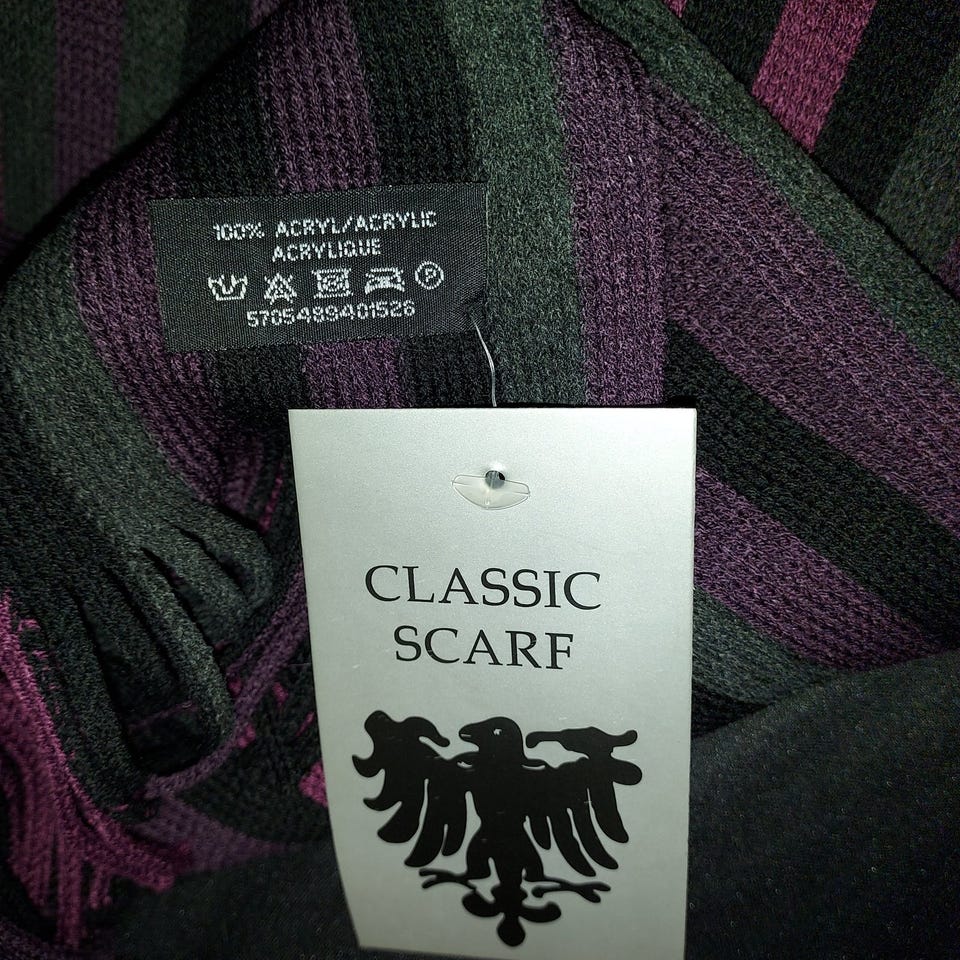 100% ACRYL/ACRYLIC
ACRYLIQUE
P
5705489401526
CLASSIC
SCARF